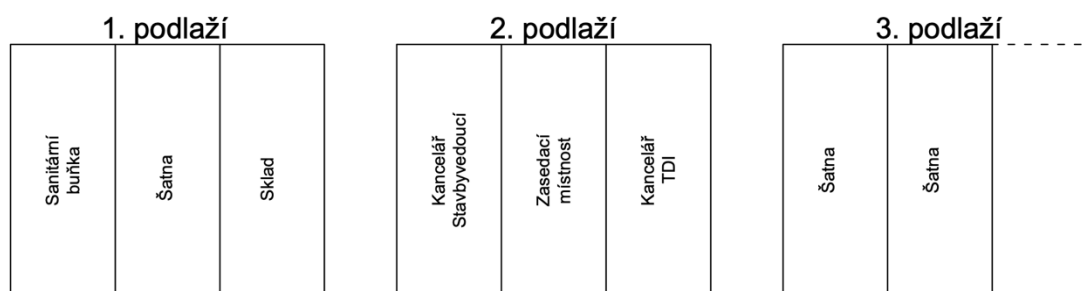 1. podlaží
Sanitární
buňka
Šatna
Sklad
2. podlaží
Kancelář
Stavbyvedoucí
Zasedací
místnost
Kancelář
TDI
3. podlaží
Šatna
Šatna